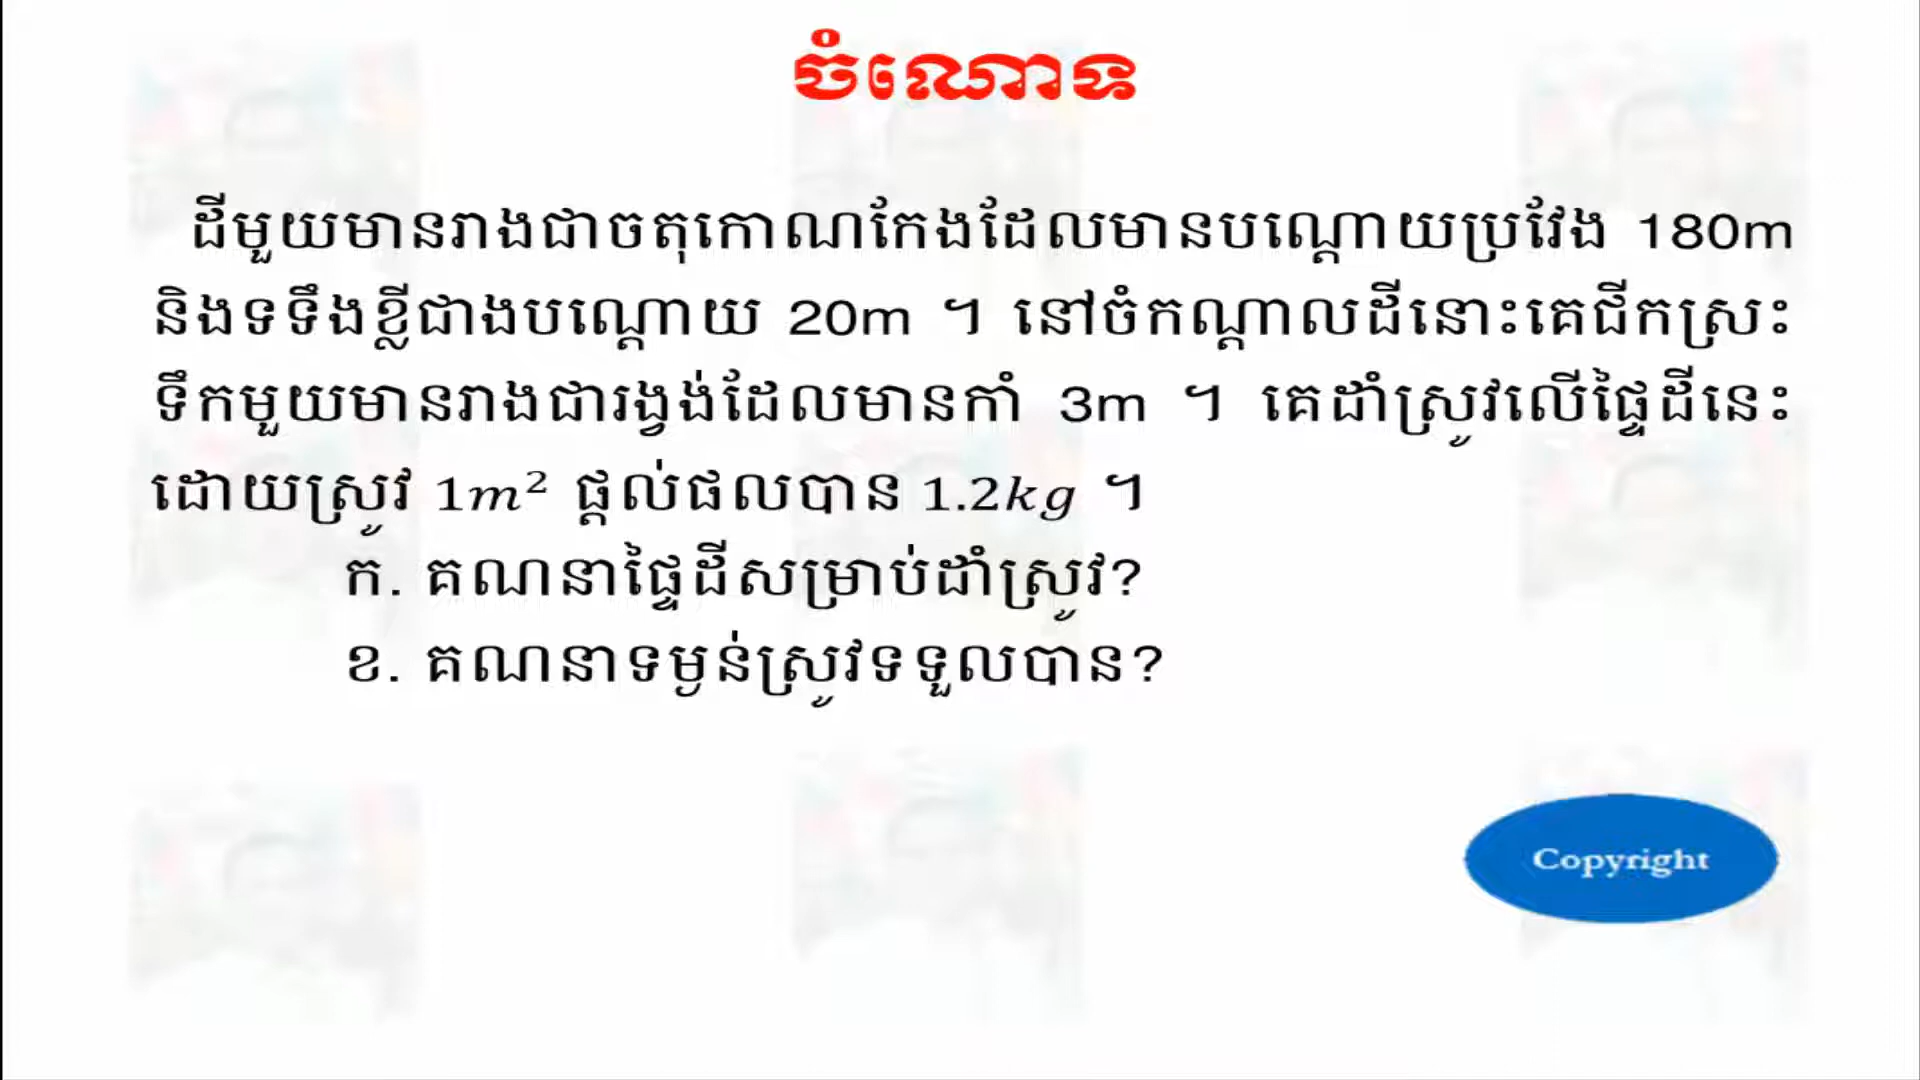 ចំណោទ
ដីមួយមានរាងជាចតុកោណកែងដែលមានបណ្ដោយប្រវែង 180m
និងទទឹងខ្លីជាងបណ្ដោយ 20m ។ នៅចំកណ្ដាលដីនោះគេជីកស្រះ
ទឹកមួយមានរាងជារង្វង់ដែលមានកាំ 3m ។ គេដាំស្រូវលើផ្ទៃដីនេះ
ដោយស្រូវ 1m² ផ្ដល់ផលបាន 1.2kg ។
ក. គណនាផ្ទៃដីសម្រាប់ដាំស្រូវ?
ខ. គណនាទម្ងន់ស្រូវទទួលបាន?
Copyright